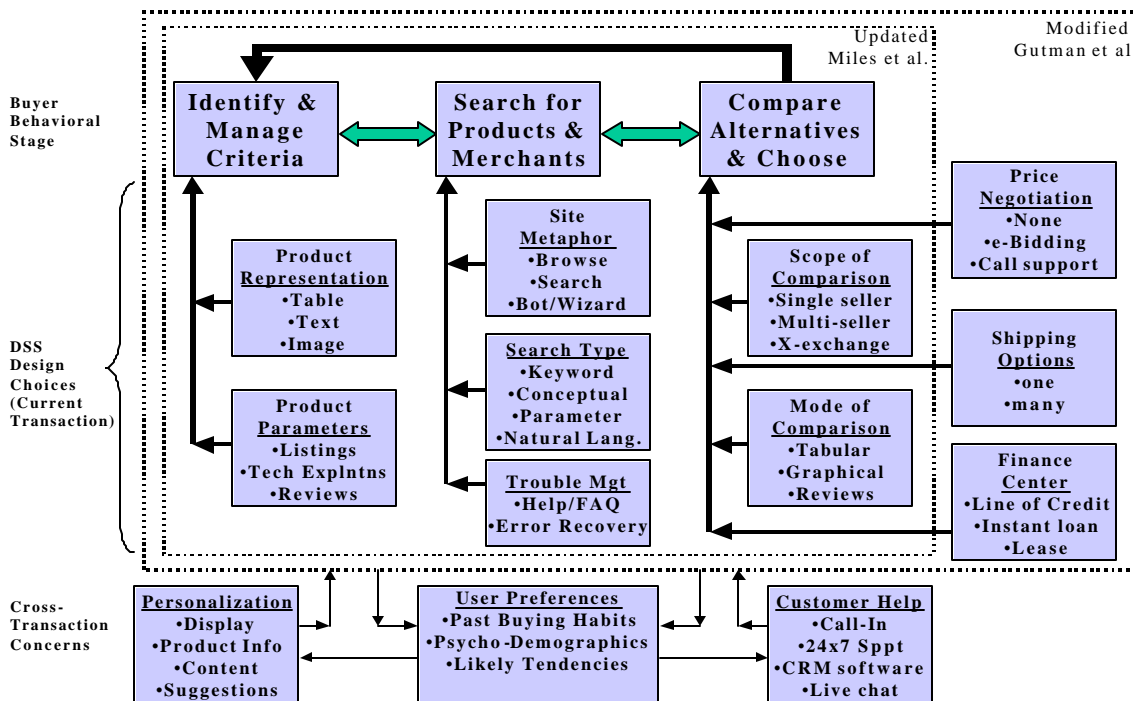 Updated
Miles et al.
Modified
Gutman et al
Buyer
Behavioral
Stage
Identify &
Manage
Criteria
Search for
Products &
Merchants
Compare
Alternatives
& Choose
DSS
Design
Choices
(Current
Transaction)
Product
Representation
•Table
•Text
•Image
Product
Parameters
•Listings
•Tech Explntns
•Reviews
Site
Metaphor
•Browse
•Search
•Bot/Wizard
Search Type
•Keyword
•Conceptual
•Parameter
•Natural Lang.
Trouble Mgt
•Help/FAQ
•Error Recovery
Scope of
Comparison
•Single seller
•Multi-seller
•X-exchange
Mode of
Comparison
•Tabular
•Graphical
•Reviews
Price
Negotiation
•None
•e-Bidding
•Call support
Shipping
Options
•one
•many
Finance
Center
•Line of Credit
•Instant loan
•Lease
Cross-
Transaction
Concerns
Personalization
•Display
•Product Info
•Content
•Suggestions
User Preferences
•Past Buying Habits
•Psycho-Demographics
•Likely Tendencies
Customer Help
•Call-In
•24x7 Sppt
•CRM software
•Live chat